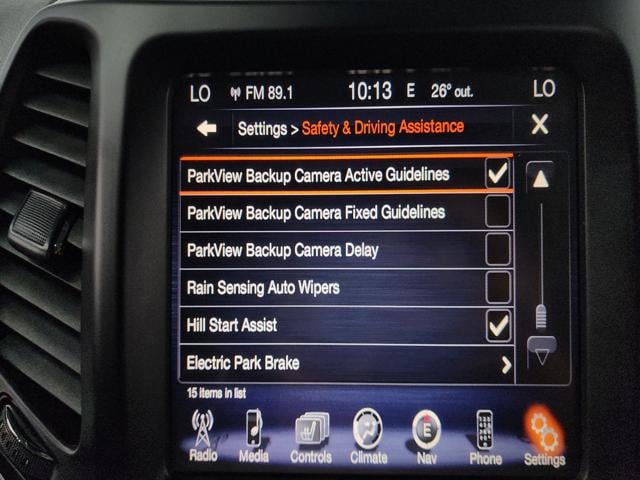 LO FM 89.1 10:13 E 26° out. LO
Settings > Safety & Driving Assistance X
ParkView Backup Camera Active Guidelines
ParkView Backup Camera Fixed Guidelines
ParkView Backup Camera Delay
Rain Sensing Auto Wipers
Hill Start Assist
Electric Park Brake
15 items in list
E
Radio Media Controls Climate Nav Phone Settings